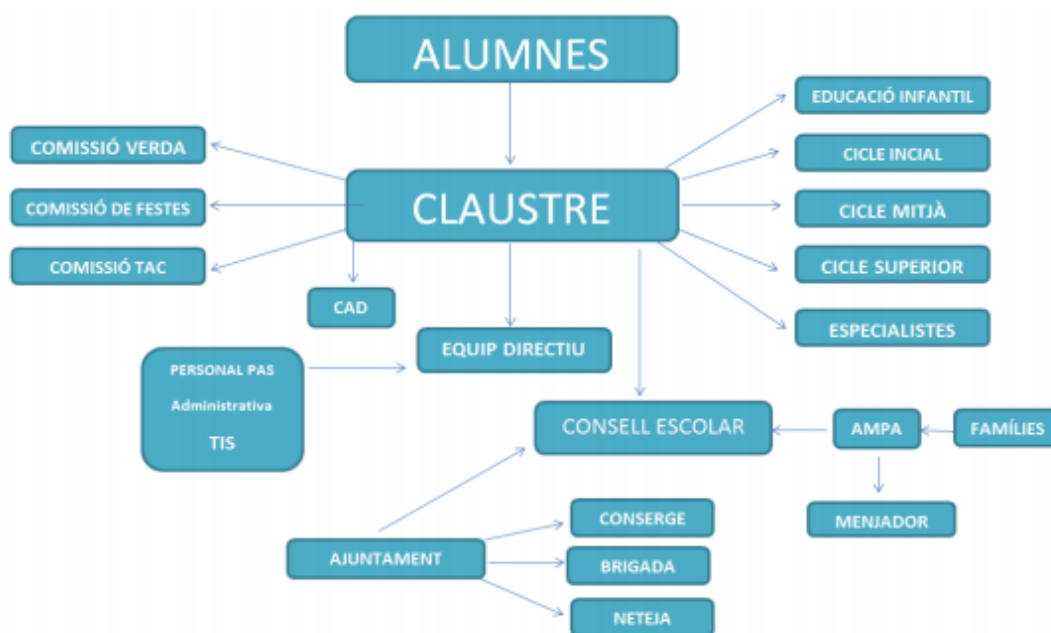 ALUMNES
EDUCACIÓ INFANTIL
COMISSIÓ VERDA
CICLE INCIAL
COMISSIÓ DE FESTES
CLAUSTRE
CICLE MITJÀ
COMISSIÓ TAC
CICLE SUPERIOR
CAD
ESPECIALISTES
EQUIP DIRECTIU
PERSONAL PAS
Administrativa
TIS
CONSELL ESCOLAR
AMPA
FAMÍLIES
CONSERGE
MENJADOR
AJUNTAMENT
BRIGADA
NETEJA